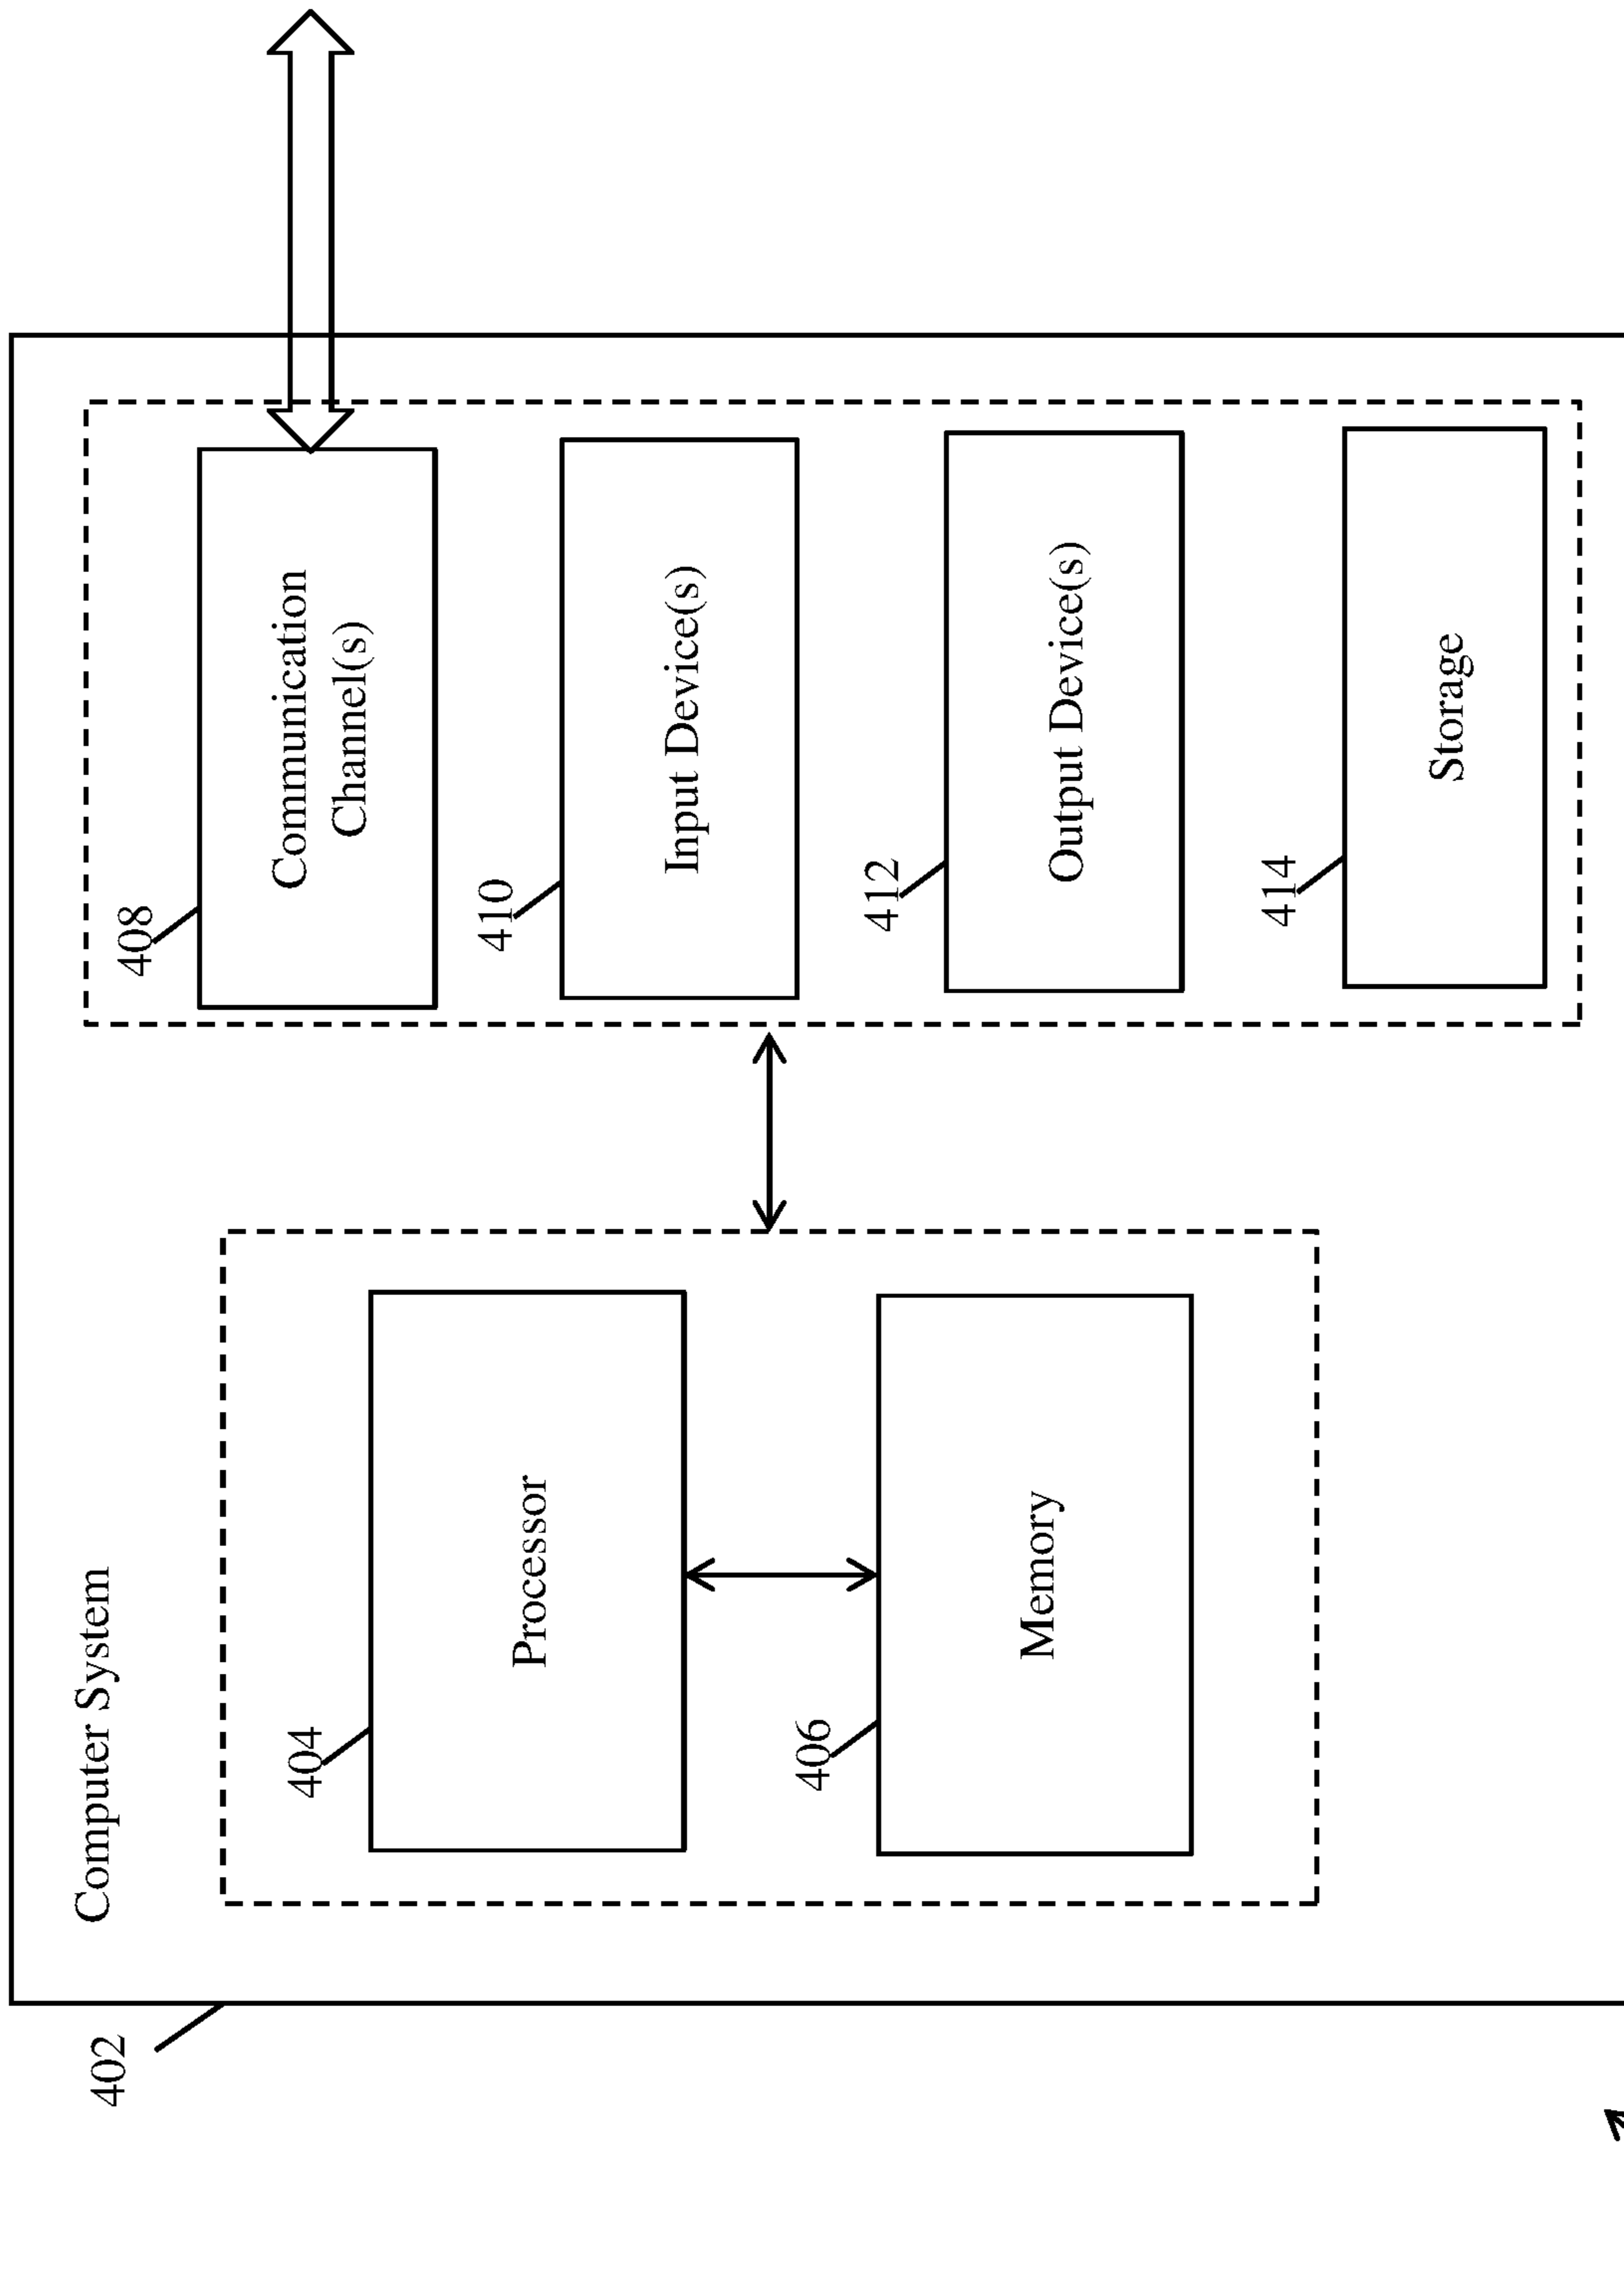 402
Computer System
404
Processor
406
Memory
408
Communication
Channel(s)
410
Input Device(s)
412
Output Device(s)
414
Storage